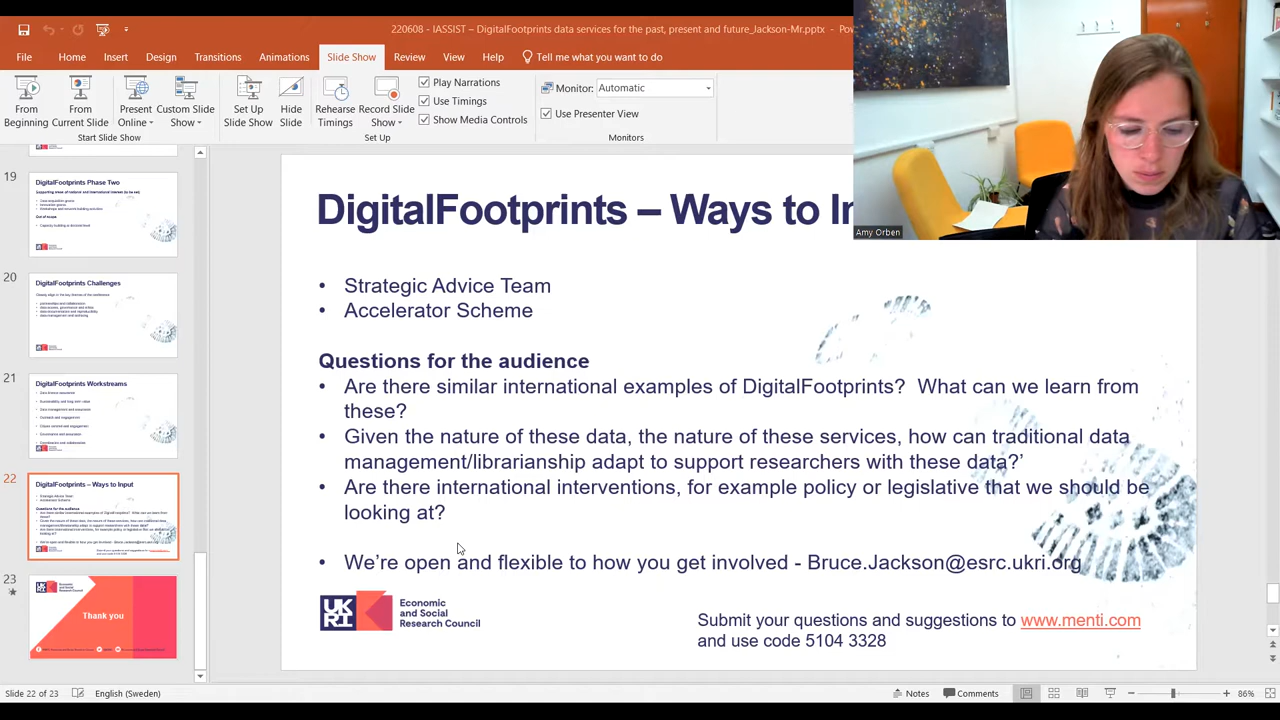 220608 - IASSIST – DigitalFootprints data services for the past, present and future_Jackson-Mr.pptx - Pow
File Home Insert Design Transitions Animations Slide Show Review View Help Tell me what you want to do
From Beginning
From Current Slide
Present Online
Custom Slide Show
Start Slide Show
Set Up Slide Show
Hide Slide
Rehearse Timings
Record Slide Show
Play Narrations
Use Timings
Show Media Controls
Set Up
Monitor: Automatic
Use Presenter View
Monitors
Amy Orben
19
DigitalFootprints Phase Two
20
DigitalFootprints Challenges
21
DigitalFootprints Workstreams
22
DigitalFootprints – Ways to Input
23
Economic and Social Research Council
Thank you
DigitalFootprints – Ways to In
• Strategic Advice Team
• Accelerator Scheme
Questions for the audience
• Are there similar international examples of DigitalFootprints? What can we learn from
these?
• Given the nature of these data, the nature of these services, how can traditional data
management/librarianship adapt to support researchers with these data?’
• Are there international interventions, for example policy or legislative that we should be
looking at?
• We’re open and flexible to how you get involved - Bruce.Jackson@esrc.ukri.org
UKRI
Economic
and Social
Research Council
Submit your questions and suggestions to www.menti.com
and use code 5104 3328
Slide 22 of 23 English (Sweden) Notes Comments 86%